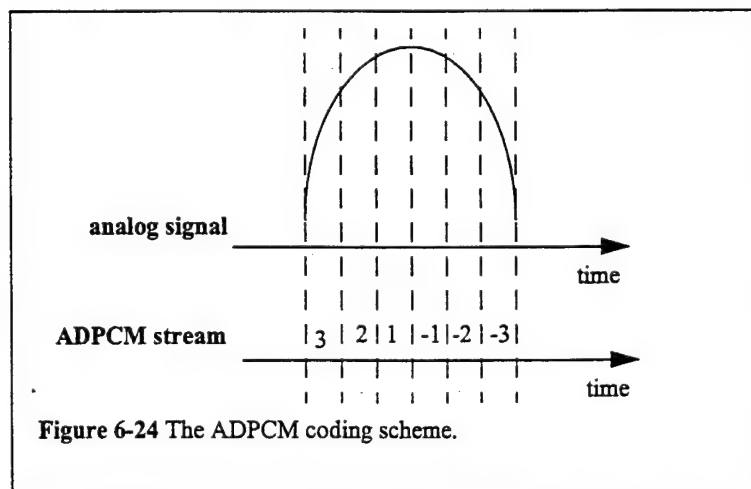 analog signal
time
ADPCM stream
|3|2|1|-1|-2|-3|
time
Figure 6-24 The ADPCM coding scheme.